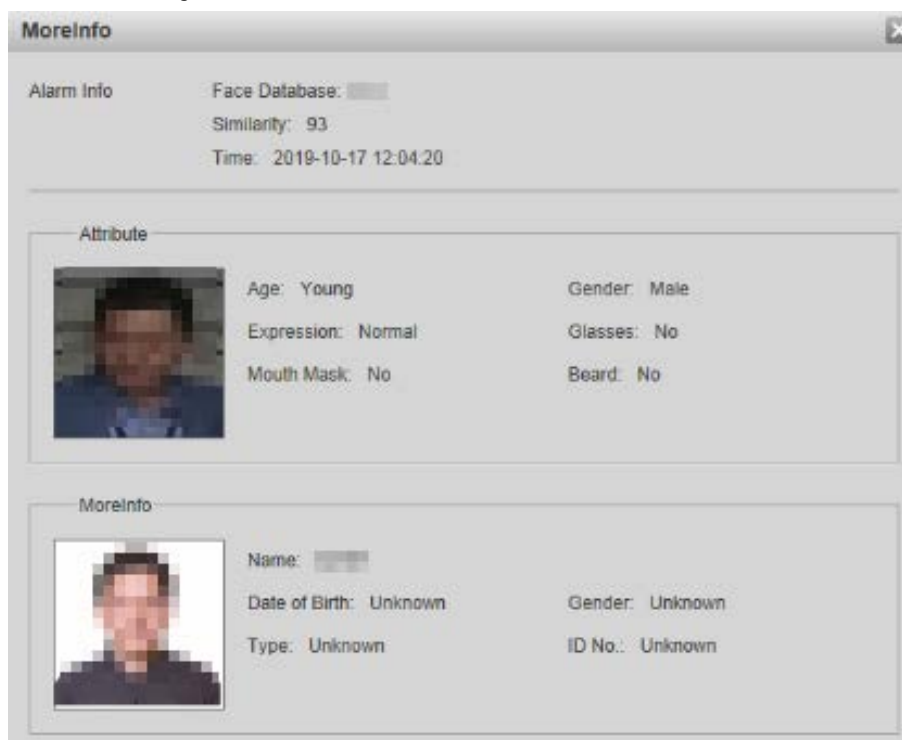 MoreInfo
Alarm Info
Face Database:
Similarity: 93
Time: 2019-10-17 12:04:20
Attribute
Age: Young Gender: Male
Expression: Normal Glasses: No
Mouth Mask: No Beard: No
MoreInfo
Name:
Date of Birth: Unknown Gender: Unknown
Type: Unknown ID No.: Unknown